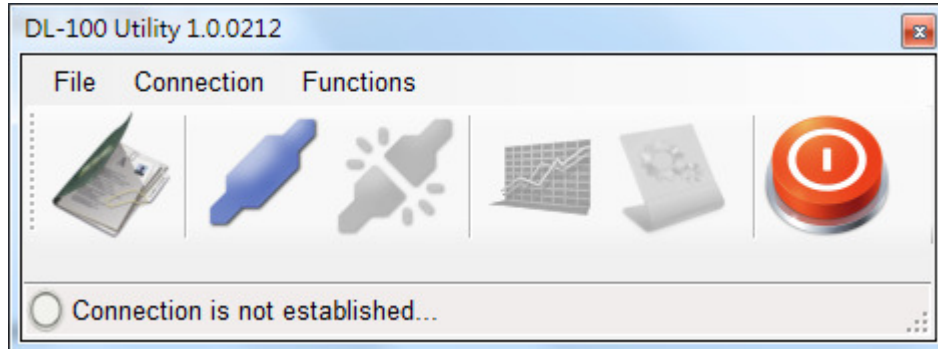 DL-100 Utility 1.0.0212
File Connection Functions
Connection is not established...